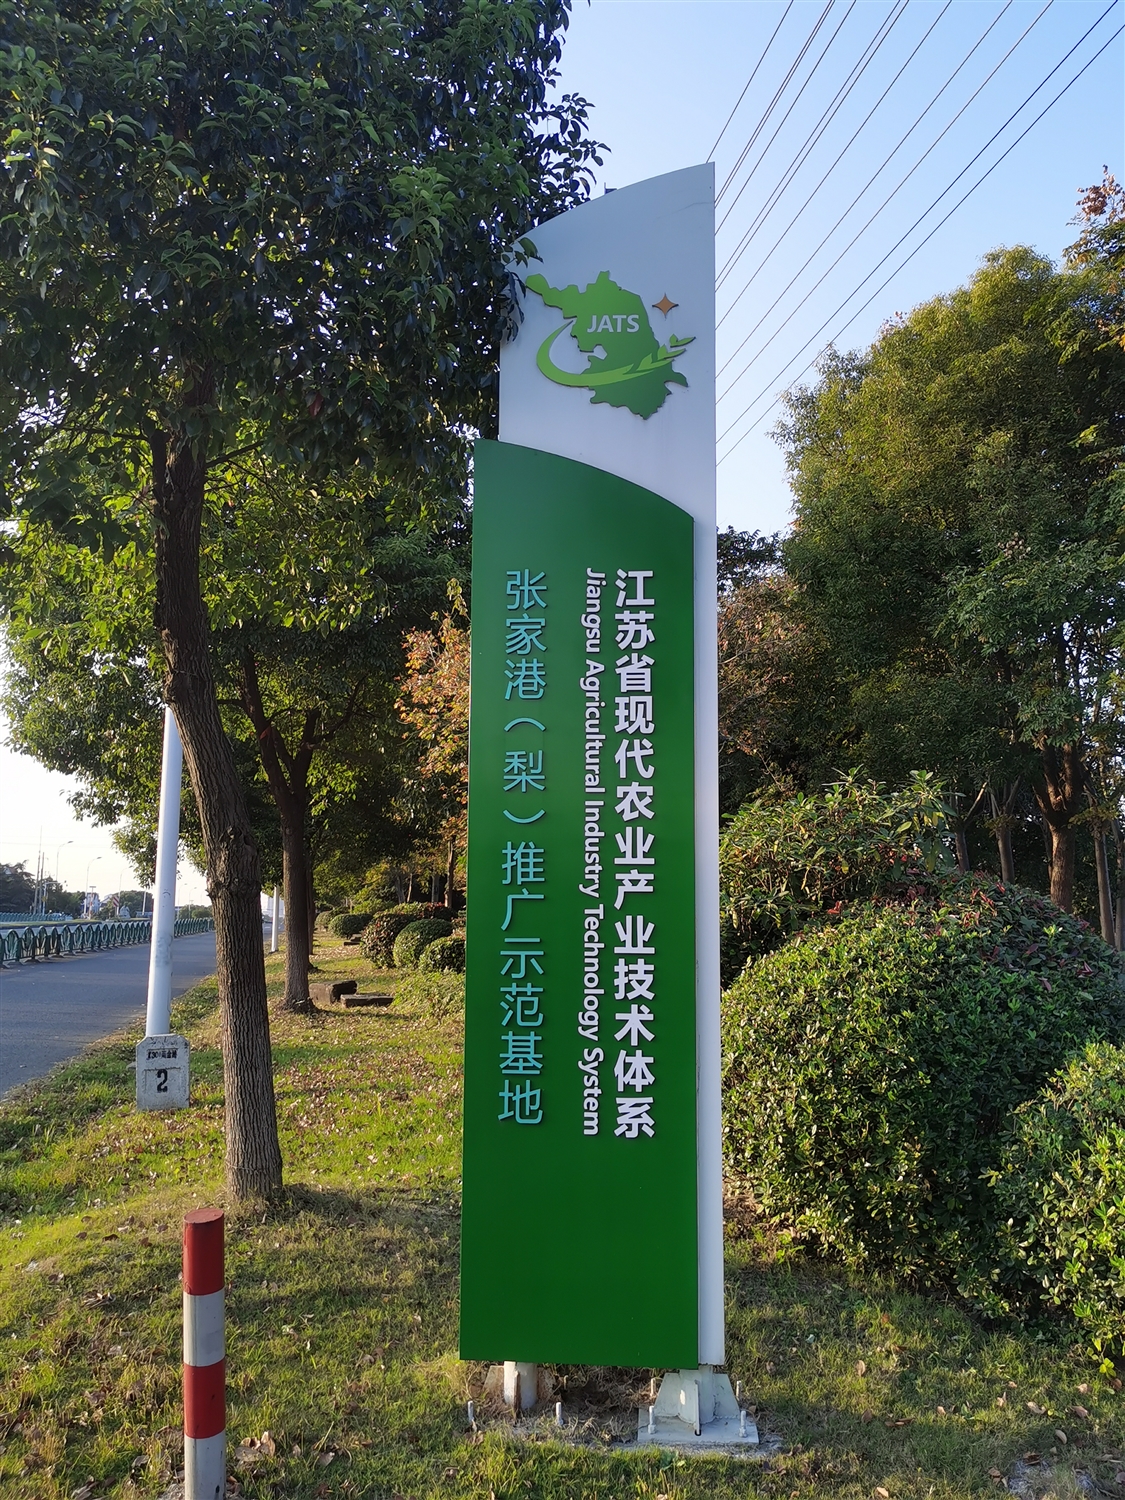 JATS
江苏省现代农业产业技术体系
Jiangsu Agricultural Industry Technology System
张家港（梨）推广示范基地
2